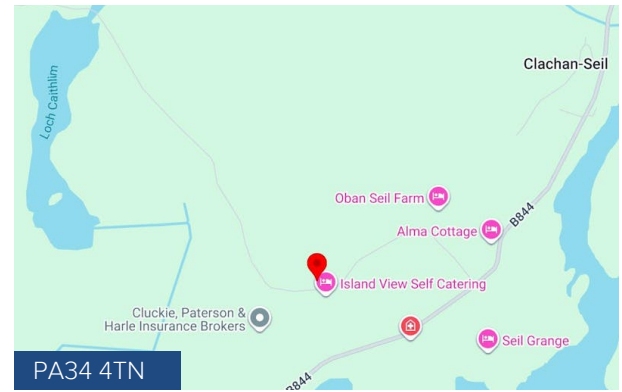 Clachan-Seil
Loch Caithlim
Oban Seil Farm
B844
Alma Cottage
Island View Self Catering
Cluckie, Paterson &
Harle Insurance Brokers
Seil Grange
B844
PA34 4TN